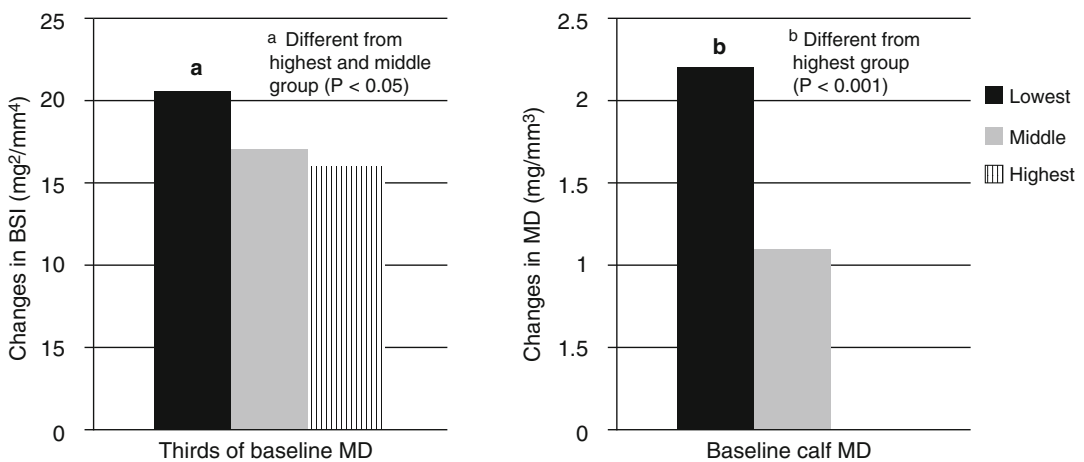 25
20
15
10
15
0
Changes in BSI (mg²/mm⁴)
a
a Different from
highest and middle
group (P < 0.05)
Thirds of baseline MD
2.5
2
1.5
1
1.5
0
Changes in MD (mg/mm³)
b
b Different from
highest group
(P < 0.001)
Baseline calf MD
Lowest
Middle
Highest